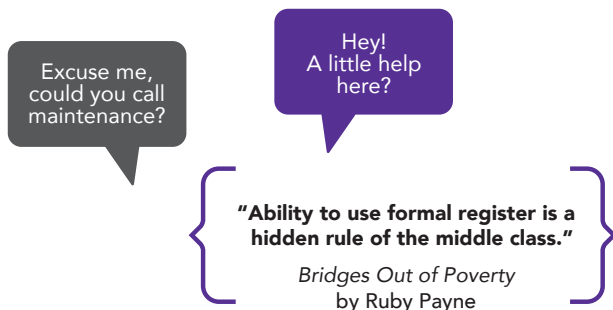 Excuse me,
could you call
maintenance?
Hey!
A little help
here?
"Ability to use formal register is a
hidden rule of the middle class."
Bridges Out of Poverty
by Ruby Payne